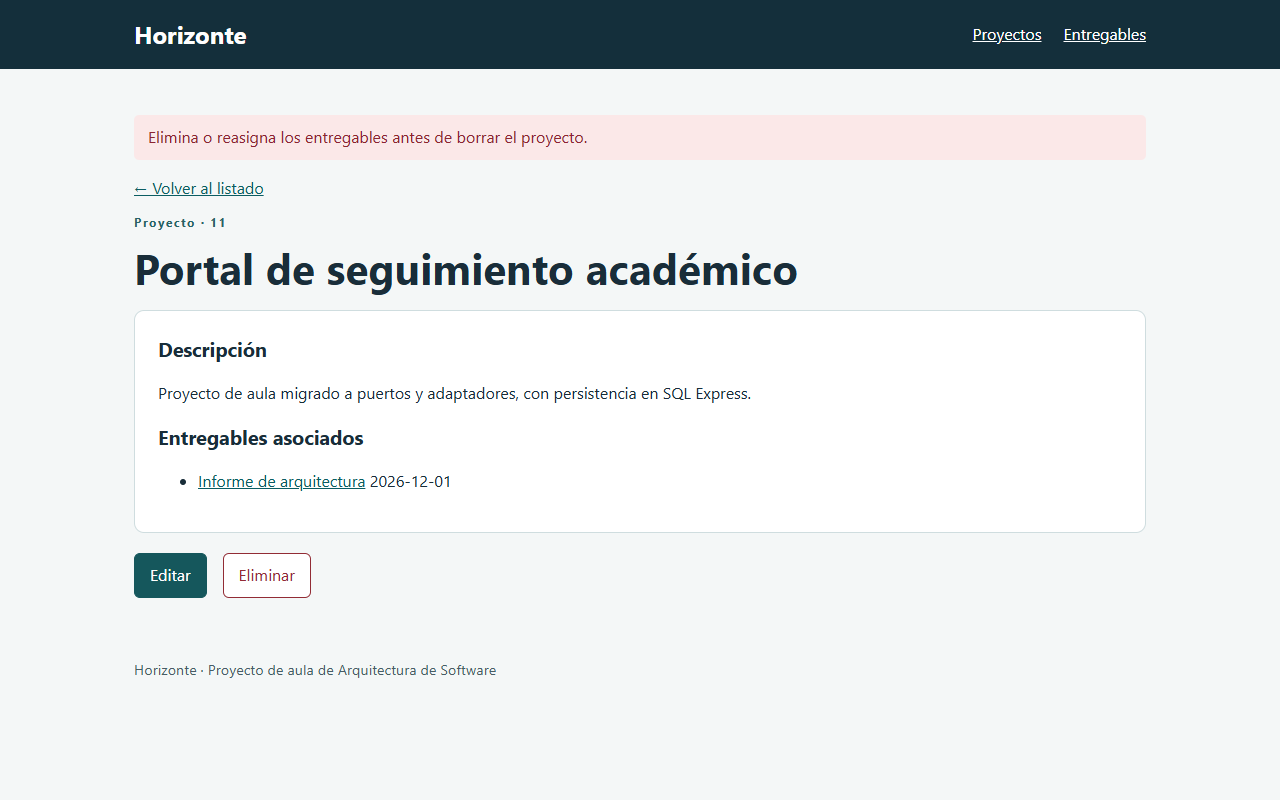 Horizonte
Proyectos Entregables
Elimina o reasigna los entregables antes de borrar el proyecto.
← Volver al listado
Proyecto · 11
Portal de seguimiento académico
Descripción
Proyecto de aula migrado a puertos y adaptadores, con persistencia en SQL Express.
Entregables asociados
• Informe de arquitectura 2026-12-01
Editar Eliminar
Horizonte · Proyecto de aula de Arquitectura de Software